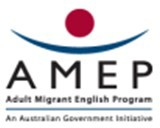 AMEP
Adult Migrant English Program
An Australian Government Initiative